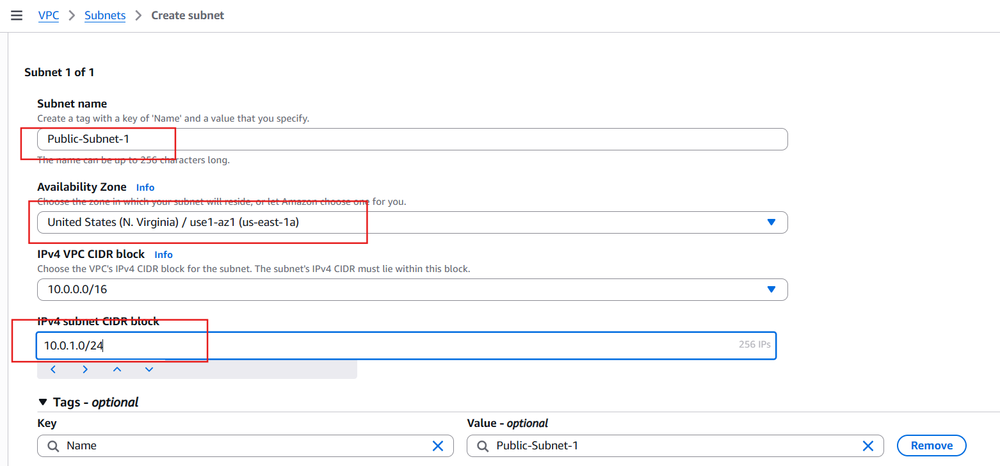 VPC > Subnets > Create subnet
Subnet 1 of 1
Subnet name
Create a tag with a key of 'Name' and a value that you specify.
Public-Subnet-1
The name can be up to 256 characters long.
Availability Zone Info
Choose the zone in which your subnet will reside, or let Amazon choose one for you.
United States (N. Virginia) / use1-az1 (us-east-1a)
IPv4 VPC CIDR block Info
Choose the VPC's IPv4 CIDR block for the subnet. The subnet's IPv4 CIDR must lie within this block.
10.0.0.0/16
IPv4 subnet CIDR block
10.0.1.0/24 256 IPs
Tags - optional
Key Value - optional
Name Public-Subnet-1 Remove